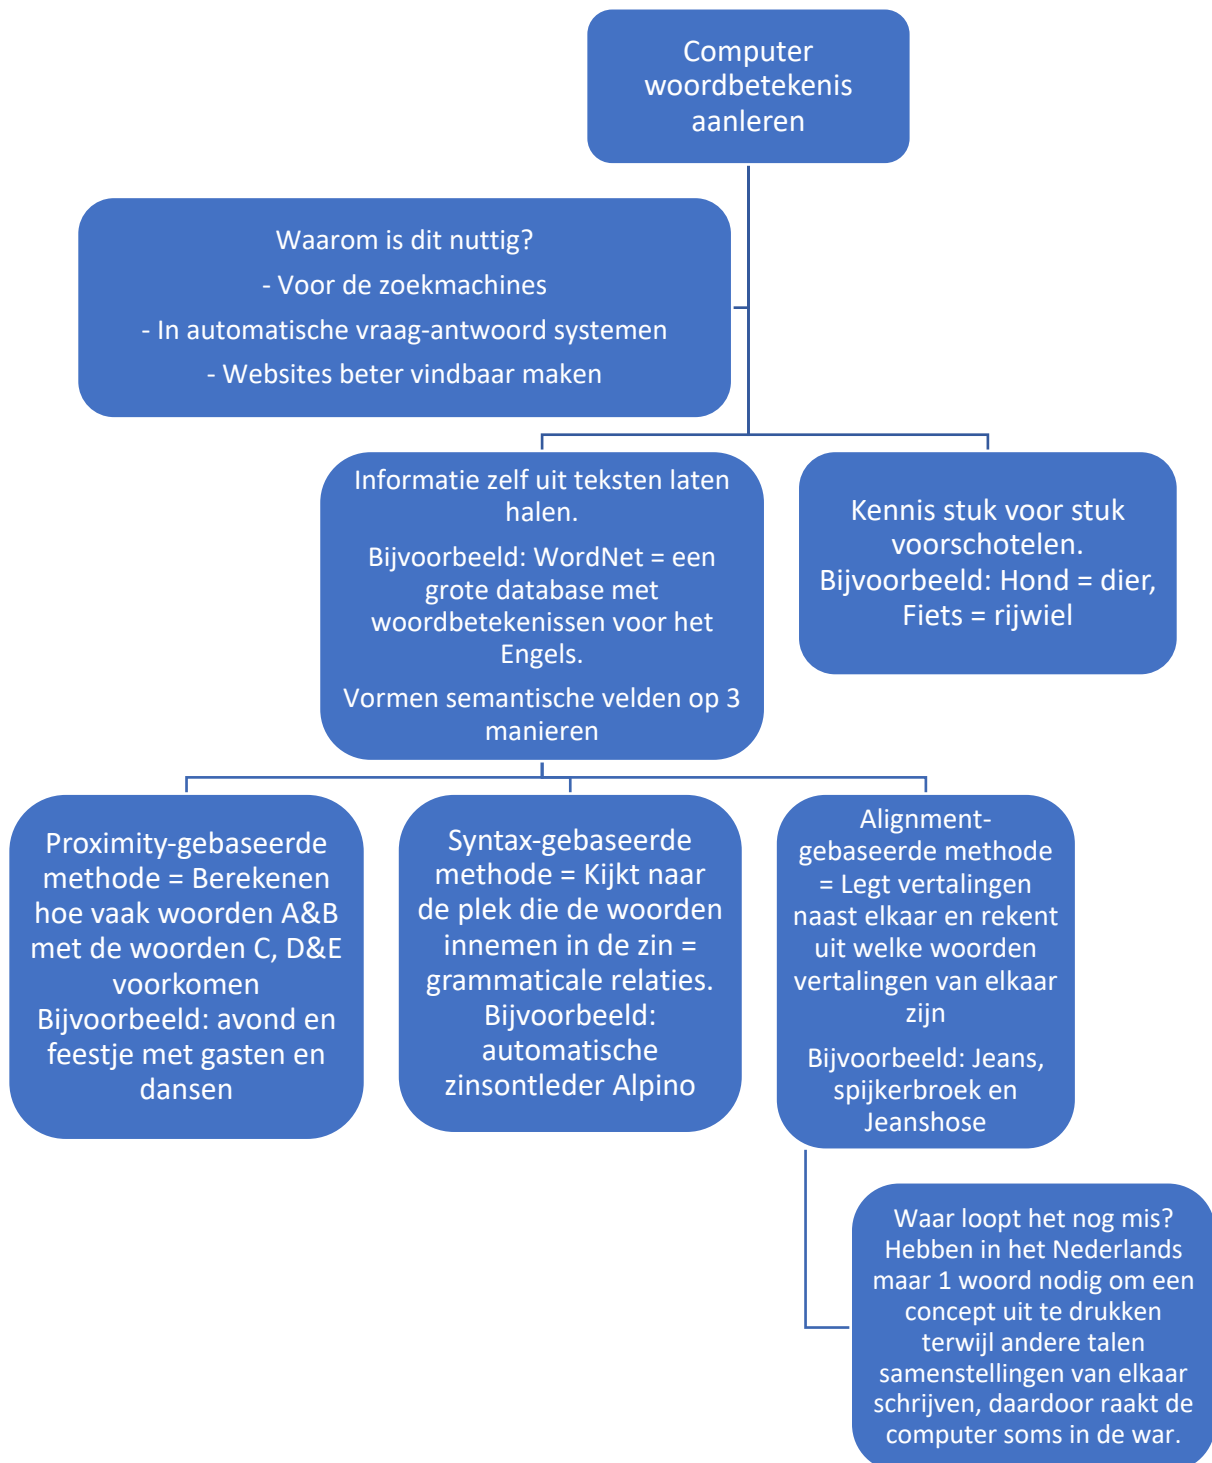 Computer
woordbetekenis
aanleren
Waarom is dit nuttig?
- Voor de zoekmachines
- In automatische vraag-antwoord systemen
- Websites beter vindbaar maken
Informatie zelf uit teksten laten
halen.
Bijvoorbeeld: WordNet = een
grote database met
woordbetekenissen voor het
Engels.
Vormen semantische velden op 3
manieren
Kennis stuk voor stuk
voorschotelen.
Bijvoorbeeld: Hond = dier,
Fiets = rijwiel
Proximity-gebaseerde
methode = Berekenen
hoe vaak woorden A&B
met de woorden C, D&E
voorkomen
Bijvoorbeeld: avond en
feestje met gasten en
dansen
Syntax-gebaseerde
methode = Kijkt naar
de plek die de woorden
innemen in de zin =
grammaticale relaties.
Bijvoorbeeld:
automatische
zinsontleder Alpino
Alignment-
gebaseerde methode
= Legt vertalingen
naast elkaar en rekent
uit welke woorden
vertalingen van elkaar
zijn
Bijvoorbeeld: Jeans,
spijkerbroek en
Jeanshose
Waar loopt het nog mis?
Hebben in het Nederlands
maar 1 woord nodig om een
concept uit te drukken
terwijl andere talen
samenstellingen van elkaar
schrijven, daardoor raakt de
computer soms in de war.